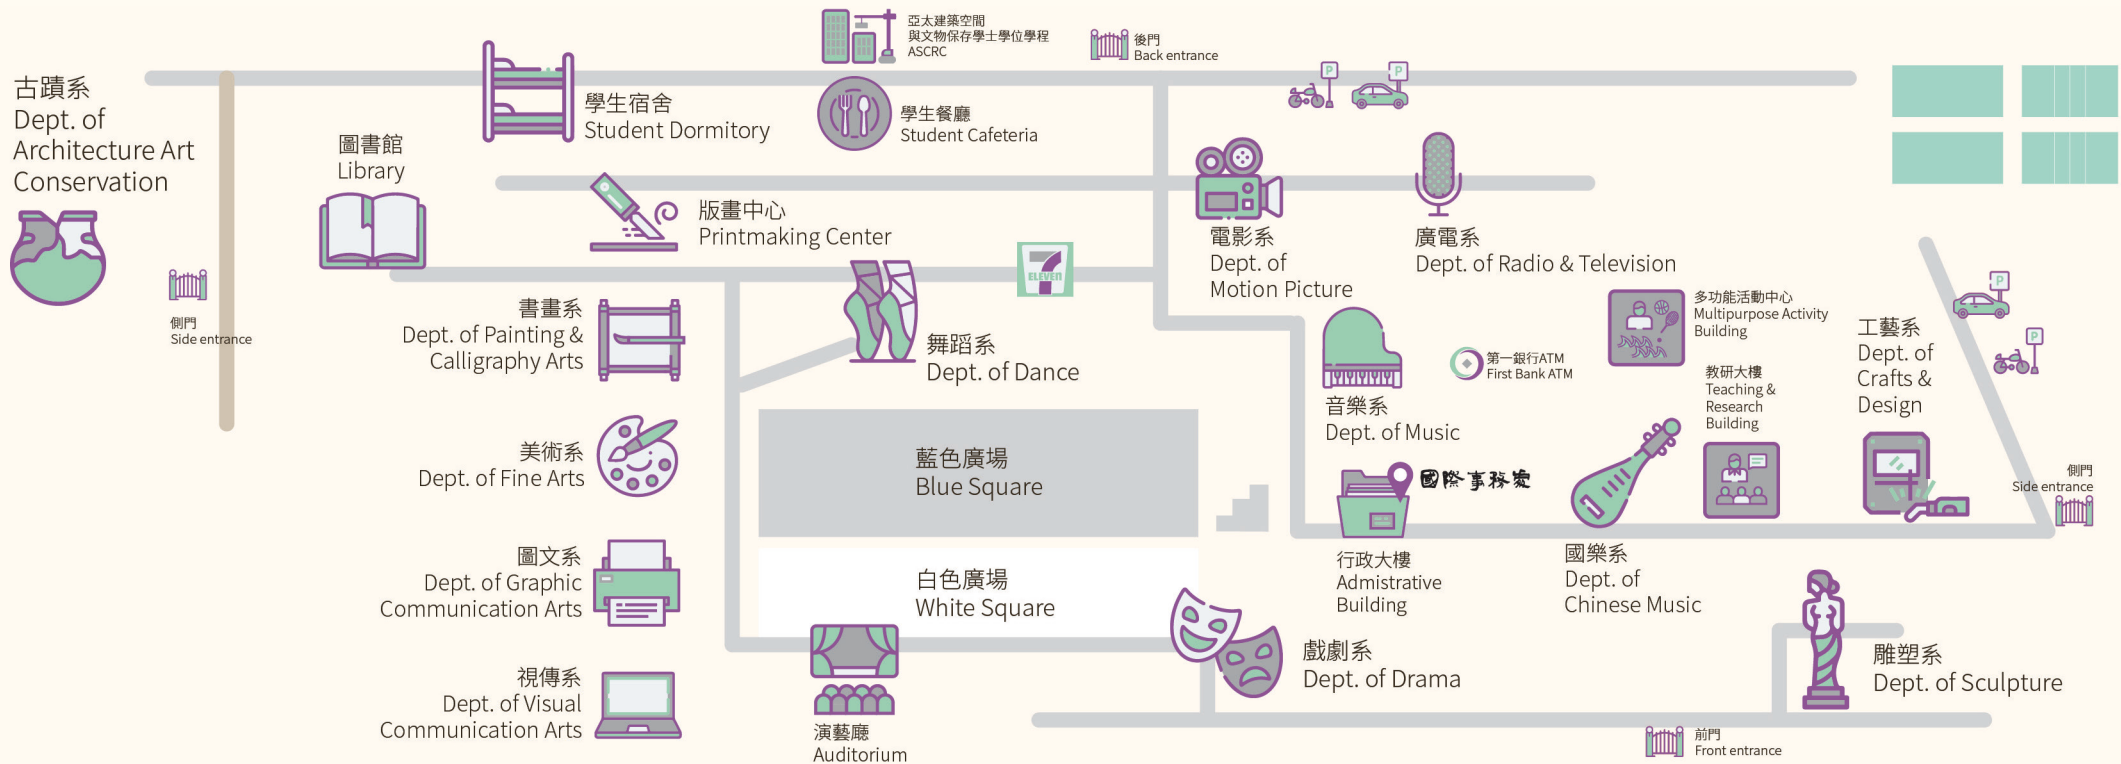 古蹟系
Dept. of
Architecture Art
Conservation
側門
Side entrance
圖書館
Library
學生宿舍
Student Dormitory
亞太建築空間
與文物保存學士學位學程
ASCRC
學生餐廳
Student Cafeteria
後門
Back entrance
P
P
版畫中心
Printmaking Center
7
ELEVEn
電影系
Dept. of
Motion Picture
廣電系
Dept. of Radio & Television
書畫系
Dept. of Painting &
Calligraphy Arts
舞蹈系
Dept. of Dance
美術系
Dept. of Fine Arts
圖文系
Dept. of Graphic
Communication Arts
視傳系
Dept. of Visual
Communication Arts
藍色廣場
Blue Square
白色廣場
White Square
演藝廳
Auditorium
戲劇系
Dept. of Drama
音樂系
Dept. of Music
第一銀行ATM
First Bank ATM
多功能活動中心
Multipurpose Activity
Building
教研大樓
Teaching &
Research
Building
國際事務處
行政大樓
Admistrative
Building
國樂系
Dept. of
Chinese Music
工藝系
Dept. of
Crafts &
Design
P
P
側門
Side entrance
雕塑系
Dept. of Sculpture
前門
Front entrance